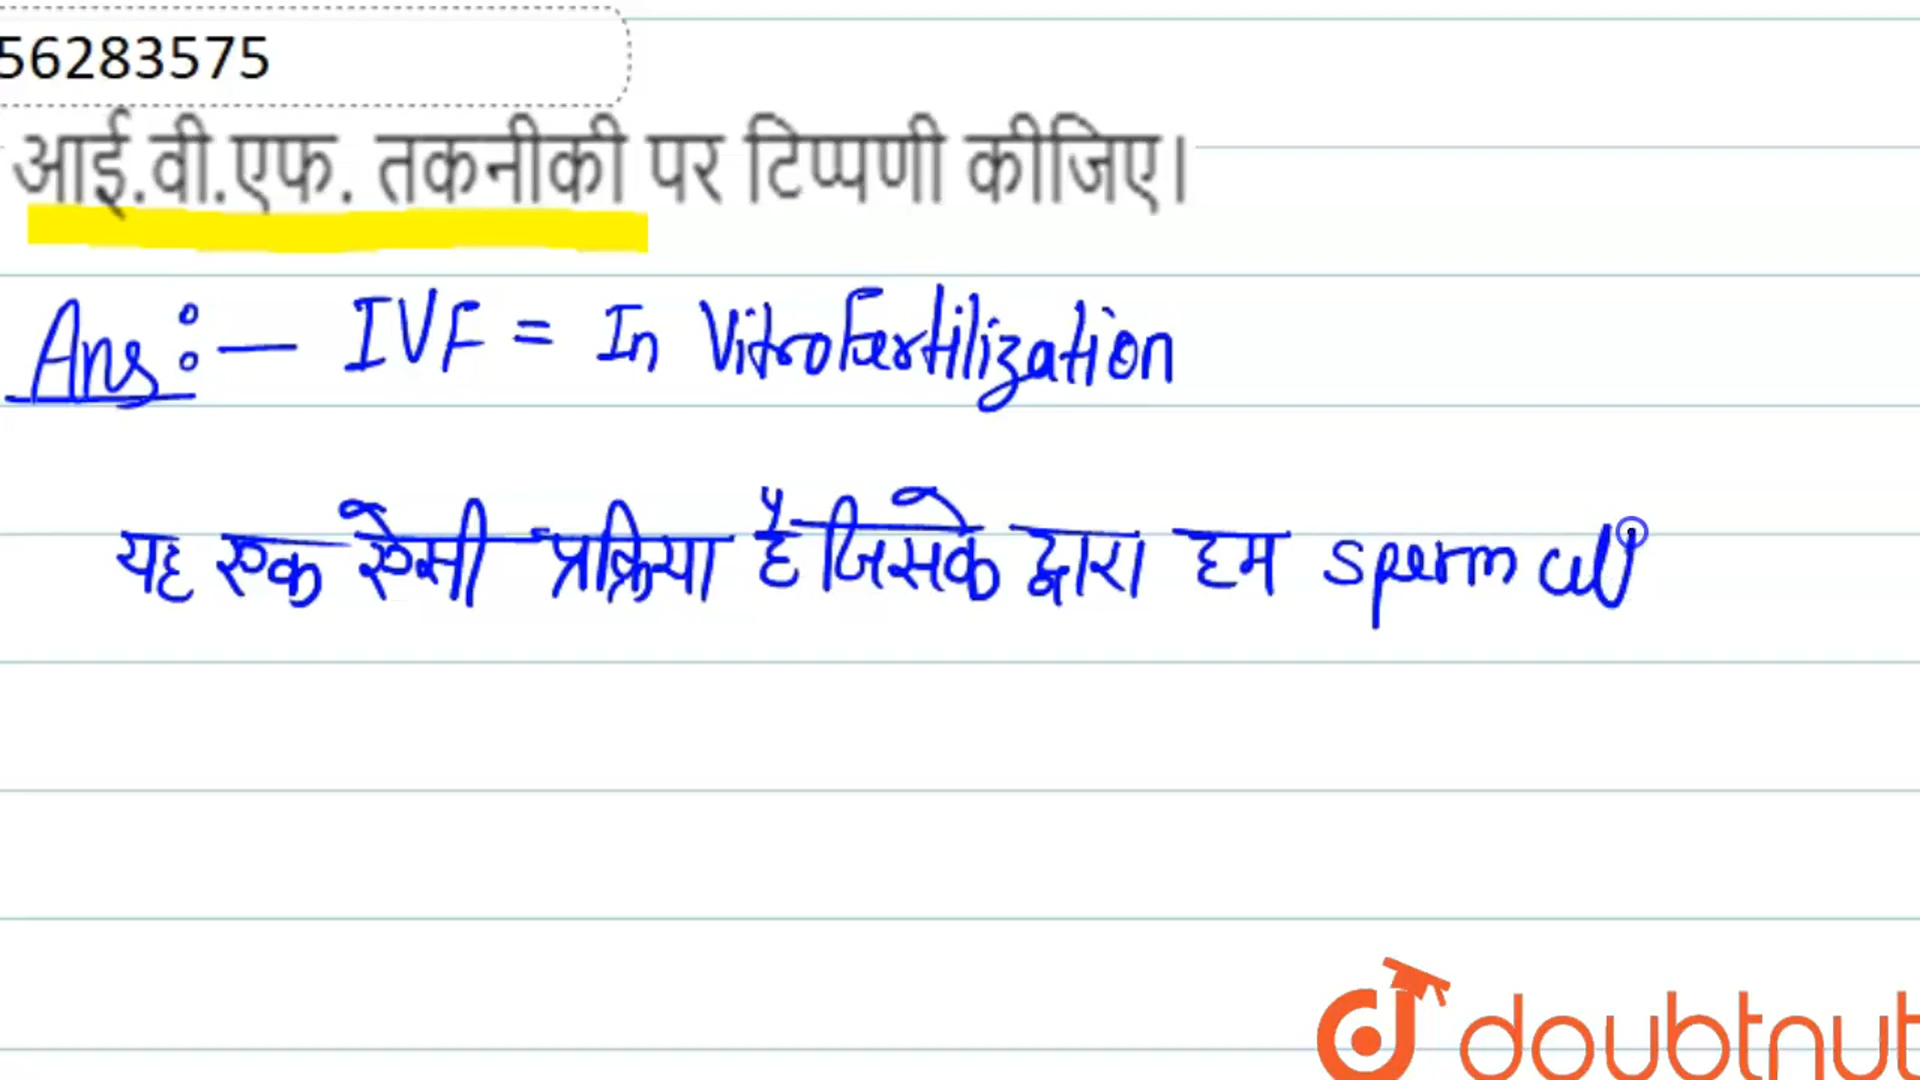 56283575
आई.वी.एफ. तकनीकी पर टिप्पणी कीजिए।
Ans :- IVF = In Vitro Fertilization
यह एक ऐसी प्रक्रिया है जिसके द्वारा हम sperm cell
doubtnut